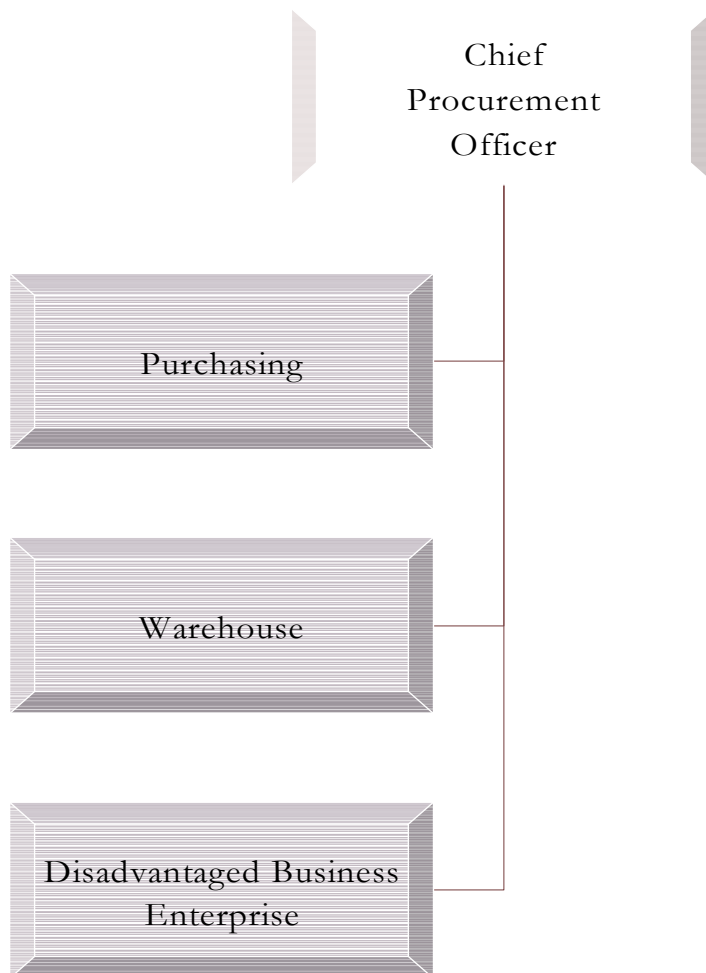 Chief
Procurement
Officer
Purchasing
Warehouse
Disadvantaged Business
Enterprise